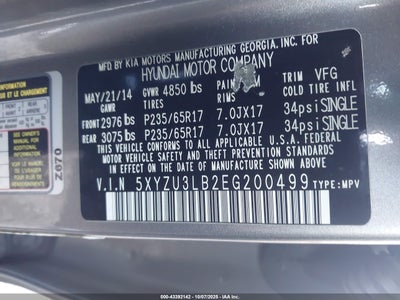 MFD. BY KIA MOTORS MANUFACTURING GEORGIA, INC. FOR
HYUNDAI MOTOR COMPANY
MAY/21/14 GVWR 4850 lbs PAINT TRIM VFG
TIRES RIMS COLD TIRE INFL
FRONT 2976 lbs P235/65R17 7.0JX17 34psi SINGLE
REAR 3075 lbs P235/65R17 7.0JX17 34psi SINGLE
THIS VEHICLE CONFORMS TO ALL APPLICABLE U.S.A. FEDERAL
MOTOR VEHICLE SAFETY AND THEFT PREVENTION STANDARDS
IN EFFECT ON THE DATE OF MANUFACTURE SHOWN ABOVE.
V.I.N 5XYZU3LB2EG200499 TYPE:MPV
Z670
000-43392142 - 10/07/2025 - IAA Inc.